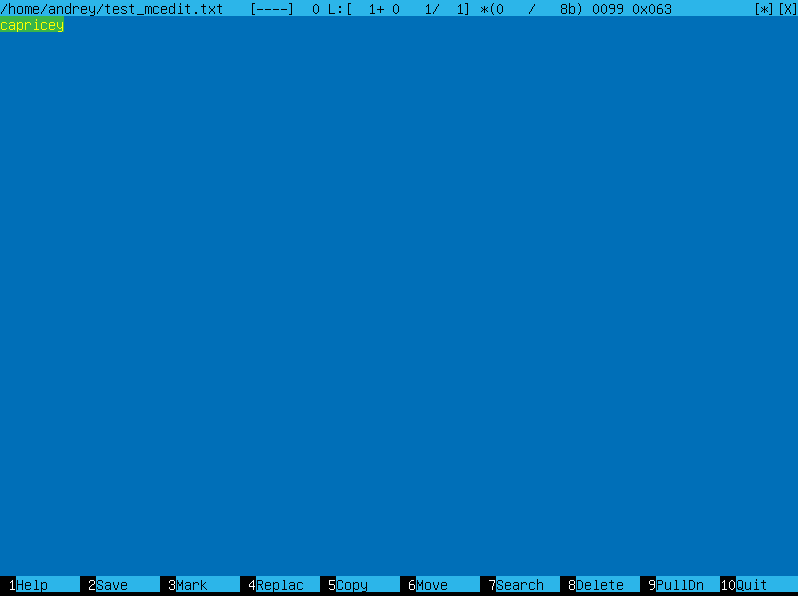 /home/andrey/test_mcedit.txt [----] 0 L:[ 1+ 0 1/ 1] *(0 / 8b) 0099 0x063 [*][X]
capricey
1Help 2Save 3Mark 4Replac 5Copy 6Move 7Search 8Delete 9PullDn 10Quit